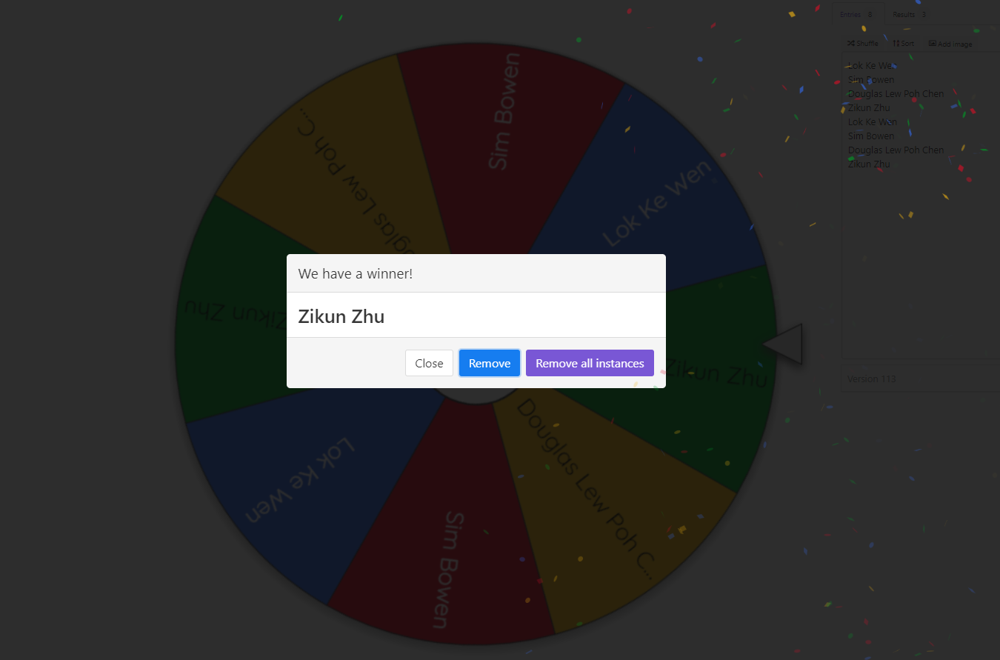 Entries 8 Results 3
Shuffle Sort Add image
Lok Ke Wen
Sim Bowen
Douglas Lew Poh Chen
Zikun Zhu
Lok Ke Wen
Sim Bowen
Douglas Lew Poh Chen
Zikun Zhu
Version 113
Sim Bowen
Lok Ke Wen
Zikun Zhu
Douglas Lew Poh C...
Sim Bowen
Lok Ke Wen
Zikun Zhu
glas Lew Poh C...
We have a winner!
Zikun Zhu
Close Remove Remove all instances